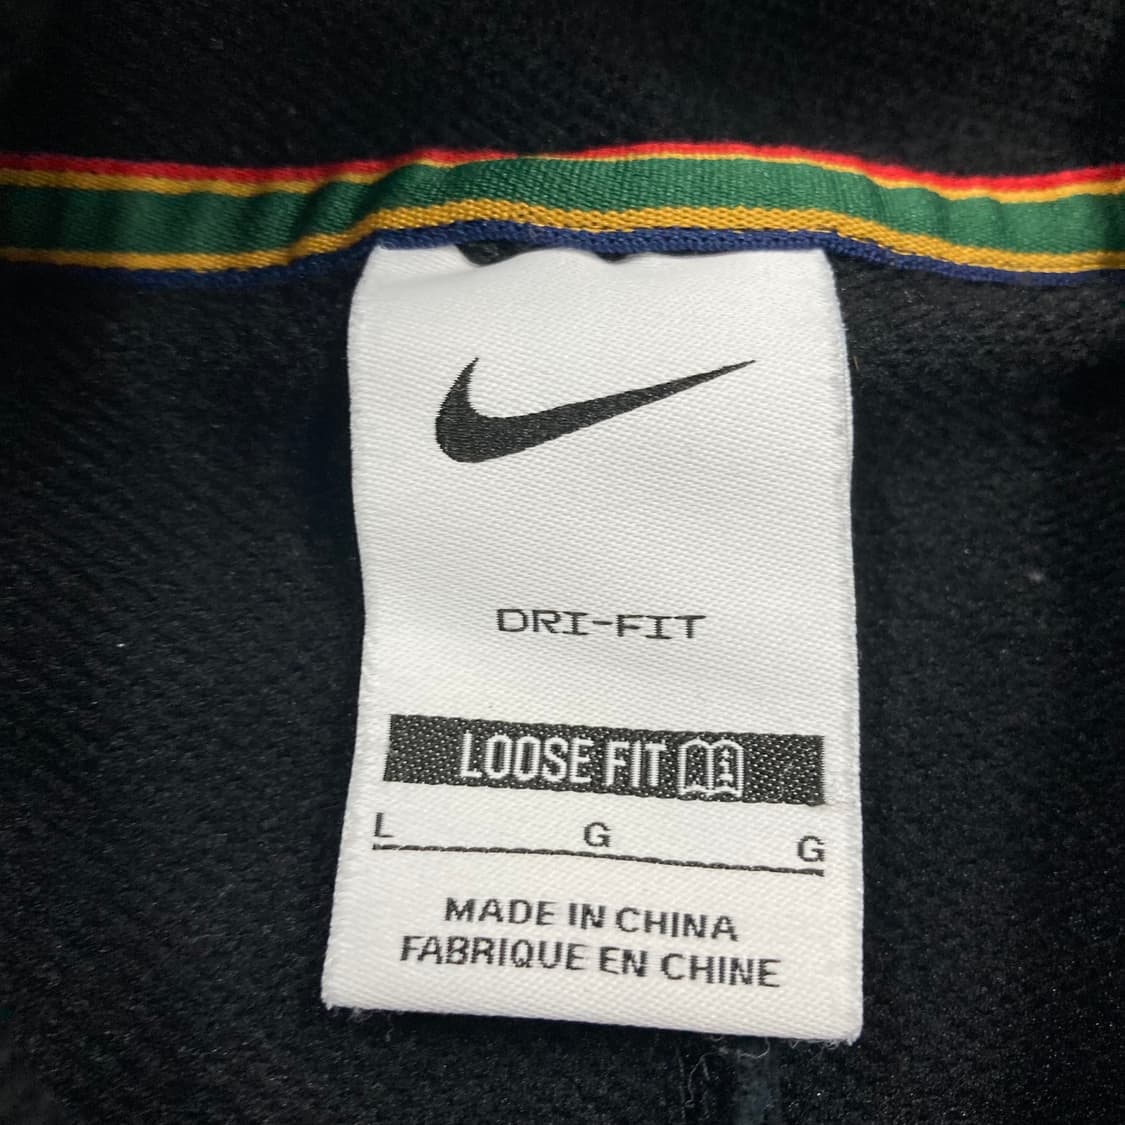 DRI-FIT
LOOSE FIT
L G G
MADE IN CHINA
FABRIQUE EN CHINE